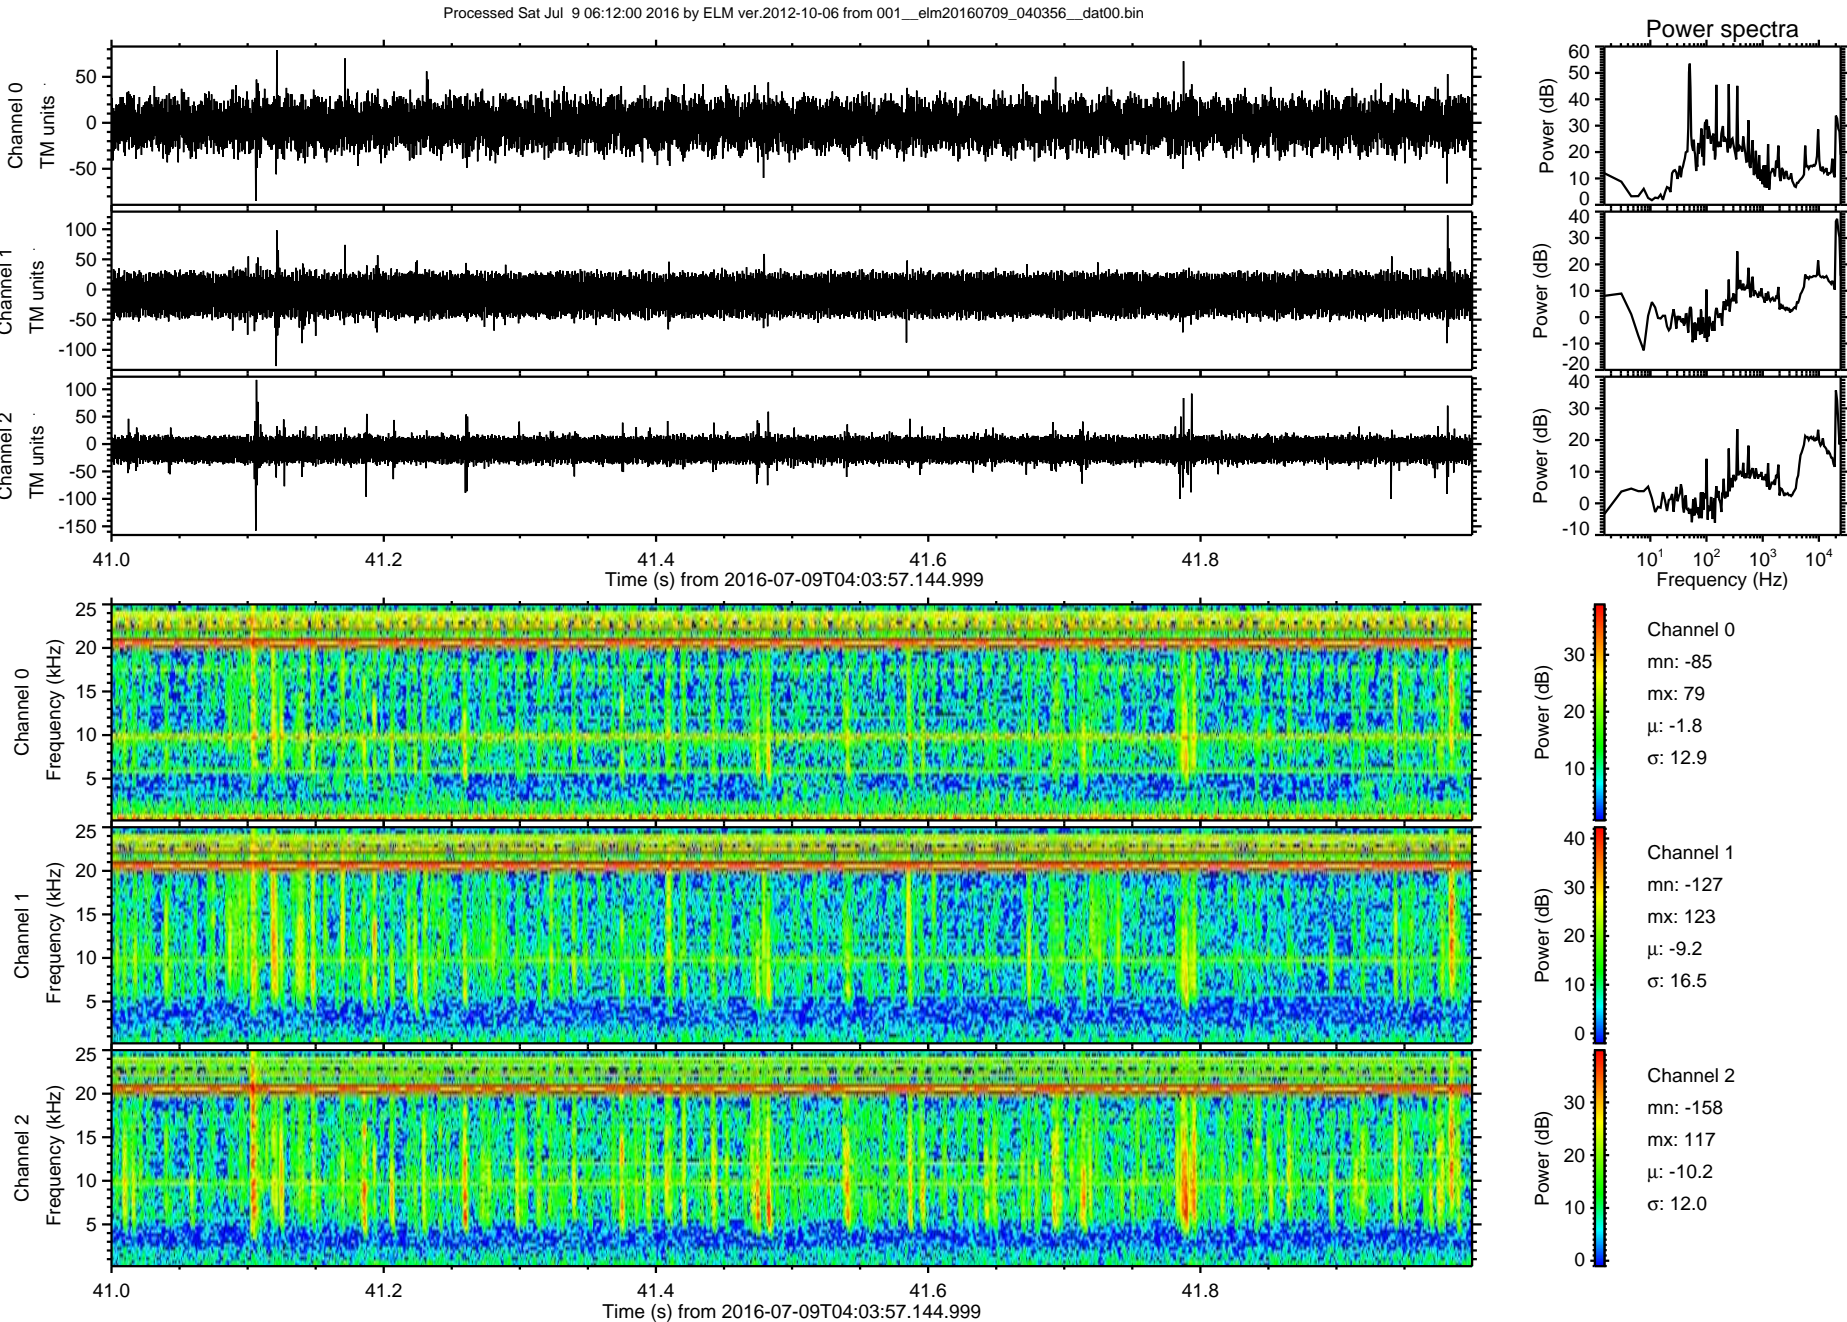 Processed Sat Jul 9 06:12:00 2016 by ELM ver.2012-10-06 from 001__elm20160709_040356__dat00.bin
Power spectra
Channel 0
TM units
50
0
-50
Power (dB)
60
50
40
30
20
10
0
Channel 1
TM units
100
50
0
-50
-100
Power (dB)
40
30
20
10
0
-10
-20
Channel 2
TM units
100
50
0
-50
-100
-150
Power (dB)
40
30
20
10
0
-10
41.0 41.2 41.4 41.6 41.8
Time (s) from 2016-07-09T04:03:57.144.999
10¹ 10² 10³ 10⁴
Frequency (Hz)
Channel 0
Frequency (kHz)
25
20
15
10
5
Power (dB)
30
20
10
Channel 0
mn: -85
mx: 79
µ: -1.8
σ: 12.9
Channel 1
Frequency (kHz)
25
20
15
10
5
Power (dB)
40
30
20
10
0
Channel 1
mn: -127
mx: 123
µ: -9.2
σ: 16.5
Channel 2
Frequency (kHz)
25
20
15
10
5
Power (dB)
30
20
10
0
Channel 2
mn: -158
mx: 117
µ: -10.2
σ: 12.0
41.0 41.2 41.4 41.6 41.8
Time (s) from 2016-07-09T04:03:57.144.999